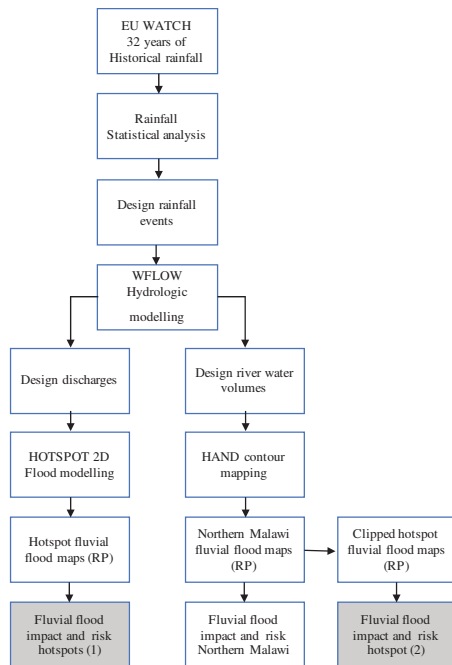 EU WATCH
32 years of
Historical rainfall
Rainfall
Statistical analysis
Design rainfall
events
WFLOW
Hydrologic
modelling
Design discharges
Design river water
volumes
HOTSPOT 2D
Flood modelling
HAND contour
mapping
Hotspot fluvial
flood maps (RP)
Northern Malawi
fluvial flood maps
(RP)
Clipped hotspot
fluvial flood maps
(RP)
Fluvial flood
impact and risk
hotspots (1)
Fluvial flood
impact and risk
Northern Malawi
Fluvial flood
impact and risk
hotspot (2)